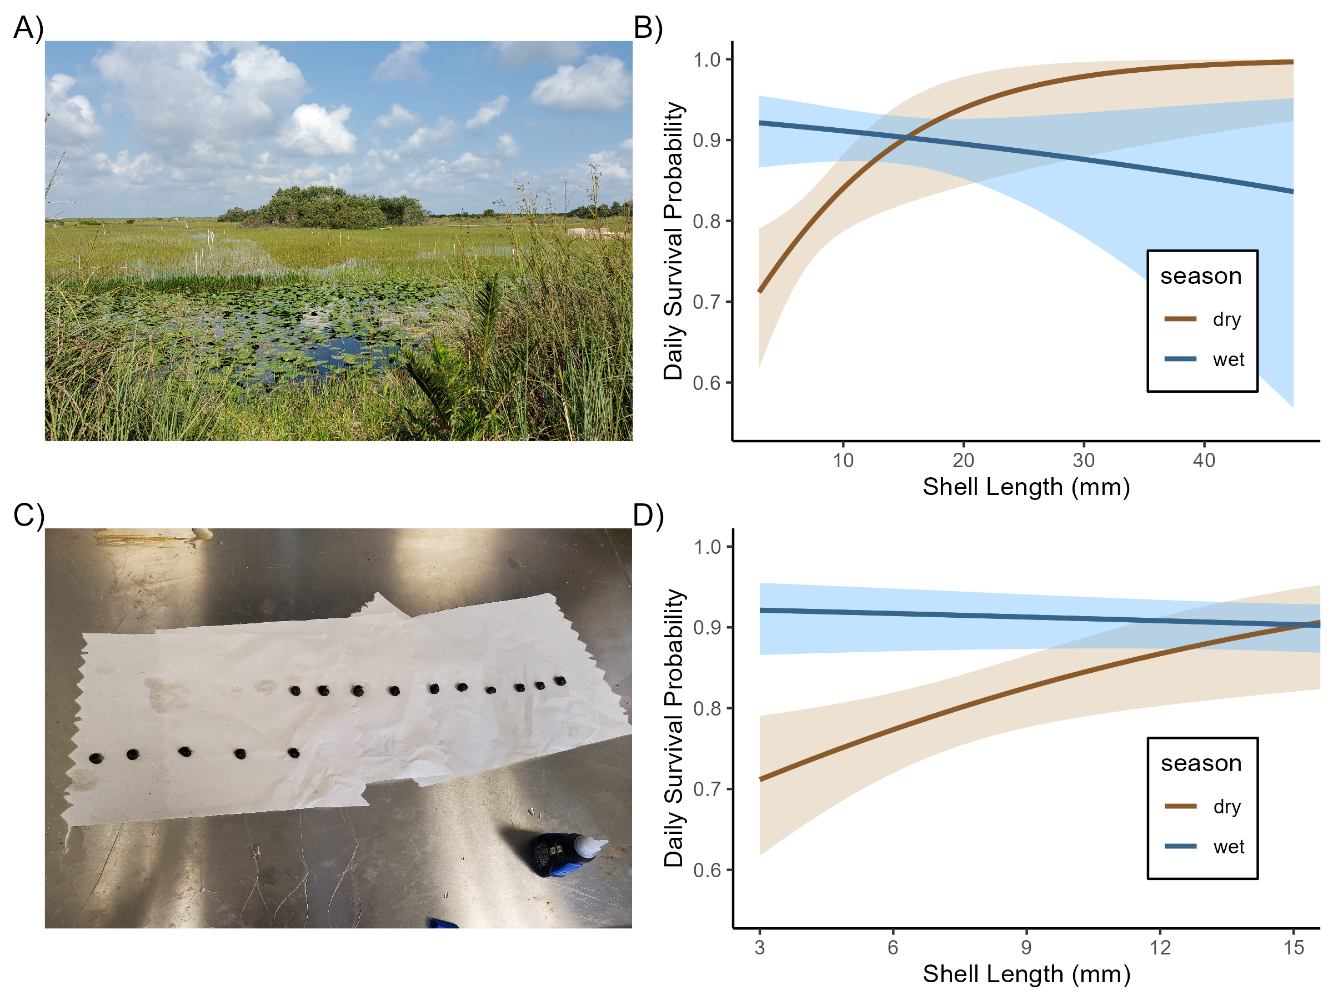 A)
B)
Daily Survival Probability
1.0
0.9
0.8
0.7
0.6
season
dry
wet
10 20 30 40
Shell Length (mm)
C)
D)
Daily Survival Probability
1.0
0.9
0.8
0.7
0.6
season
dry
wet
3 6 9 12 15
Shell Length (mm)